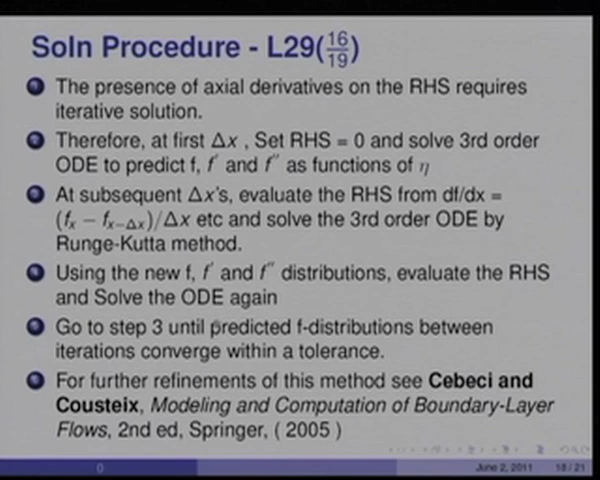 Soln Procedure - L29(16/19)
1 The presence of axial derivatives on the RHS requires
iterative solution.
2 Therefore, at first Δx , Set RHS = 0 and solve 3rd order
ODE to predict f, f′ and f″ as functions of η
3 At subsequent Δx's, evaluate the RHS from df/dx =
(fₓ − fₓ₋Δₓ)/Δx etc and solve the 3rd order ODE by
Runge-Kutta method.
Using the new f, f′ and f″ distributions, evaluate the RHS
and Solve the ODE again
Go to step 3 until predicted f-distributions between
iterations converge within a tolerance.
For further refinements of this method see Cebeci and
Cousteix, Modeling and Computation of Boundary-Layer
Flows, 2nd ed, Springer, ( 2005 )
() June 2, 2011 18 / 21